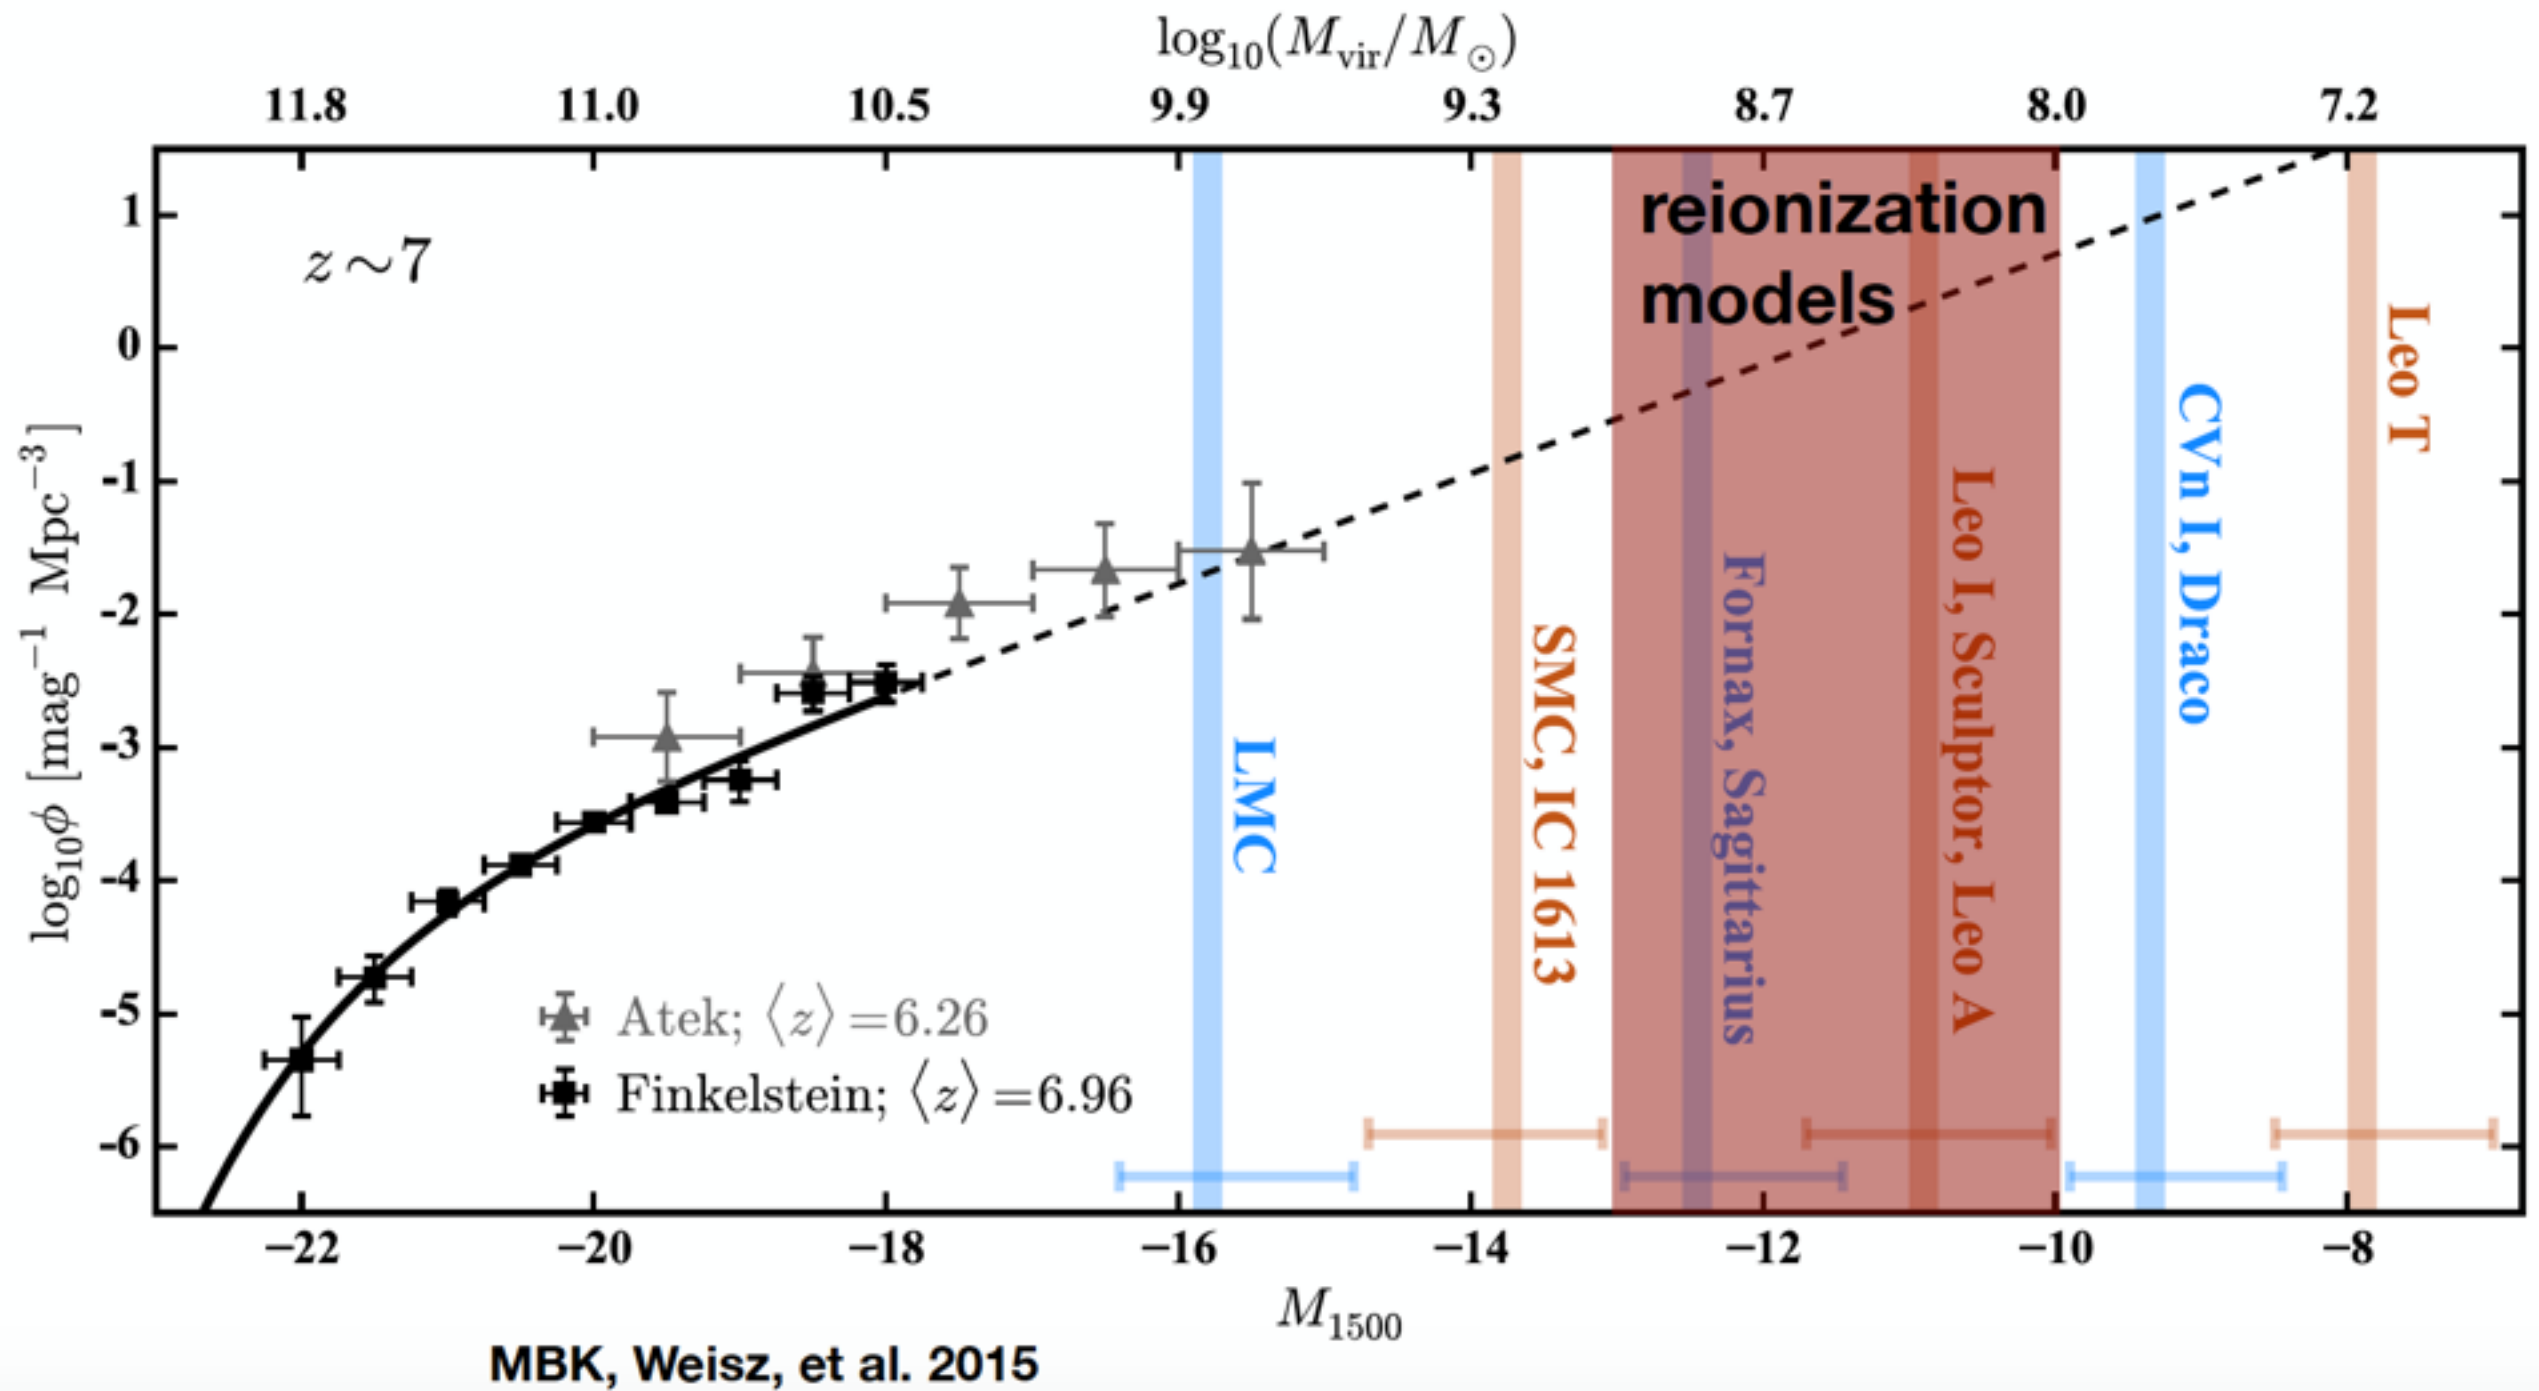 log₁₀(M_vir/M_⊙)
11.8 11.0 10.5 9.9 9.3 8.7 8.0 7.2
z∼7
reionization
models
1
0
-1
-2
-3
-4
-5
-6
log₁₀ϕ [mag⁻¹ Mpc⁻³]
LMC
SMC, IC 1613
Fornax, Sagittarius
Leo I, Sculptor, Leo A
CVn I, Draco
Leo T
Atek; ⟨z⟩=6.26
Finkelstein; ⟨z⟩=6.96
−22 −20 −18 −16 −14 −12 −10 −8
M₁₅₀₀
MBK, Weisz, et al. 2015